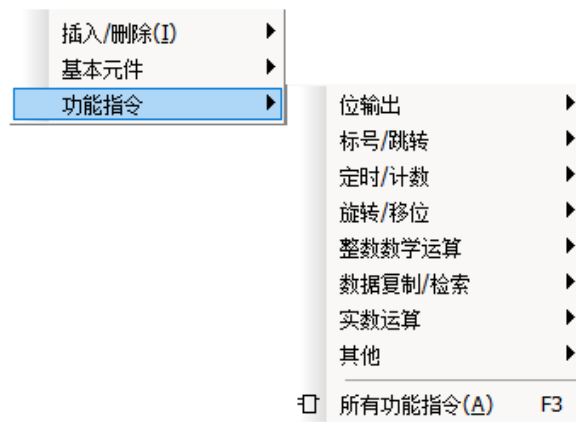 插入/删除(I)
基本元件
功能指令
位输出
标号/跳转
定时/计数
旋转/移位
整数数学运算
数据复制/检索
实数运算
其他
所有功能指令(A) F3